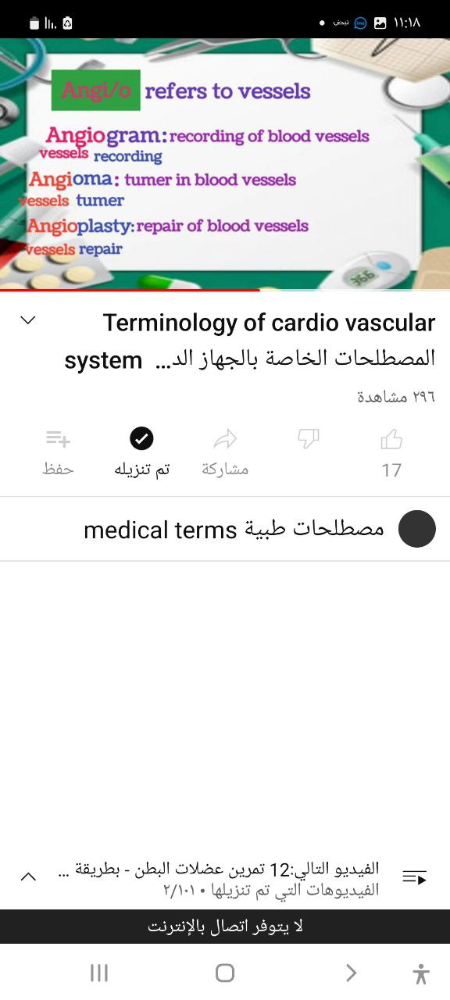 نبض
١١:١٨
Angi/o refers to vessels
Angiogram: recording of blood vessels
vessels recording
Angioma: tumer in blood vessels
vessels tumer
Angioplasty: repair of blood vessels
vessels repair
36.6
Terminology of cardio vascular
system المصطلحات الخاصة بالجهاز الد...
٢٩٦ مشاهدة
17
مشاركة
تم تنزيله
حفظ
مصطلحات طبية medical terms
الفيديو التالي:12 تمرين عضلات البطن - بطريقة ...
الفيديوهات التي تم تنزيلها • ٢/١٠١
لا يتوفر اتصال بالإنترنت